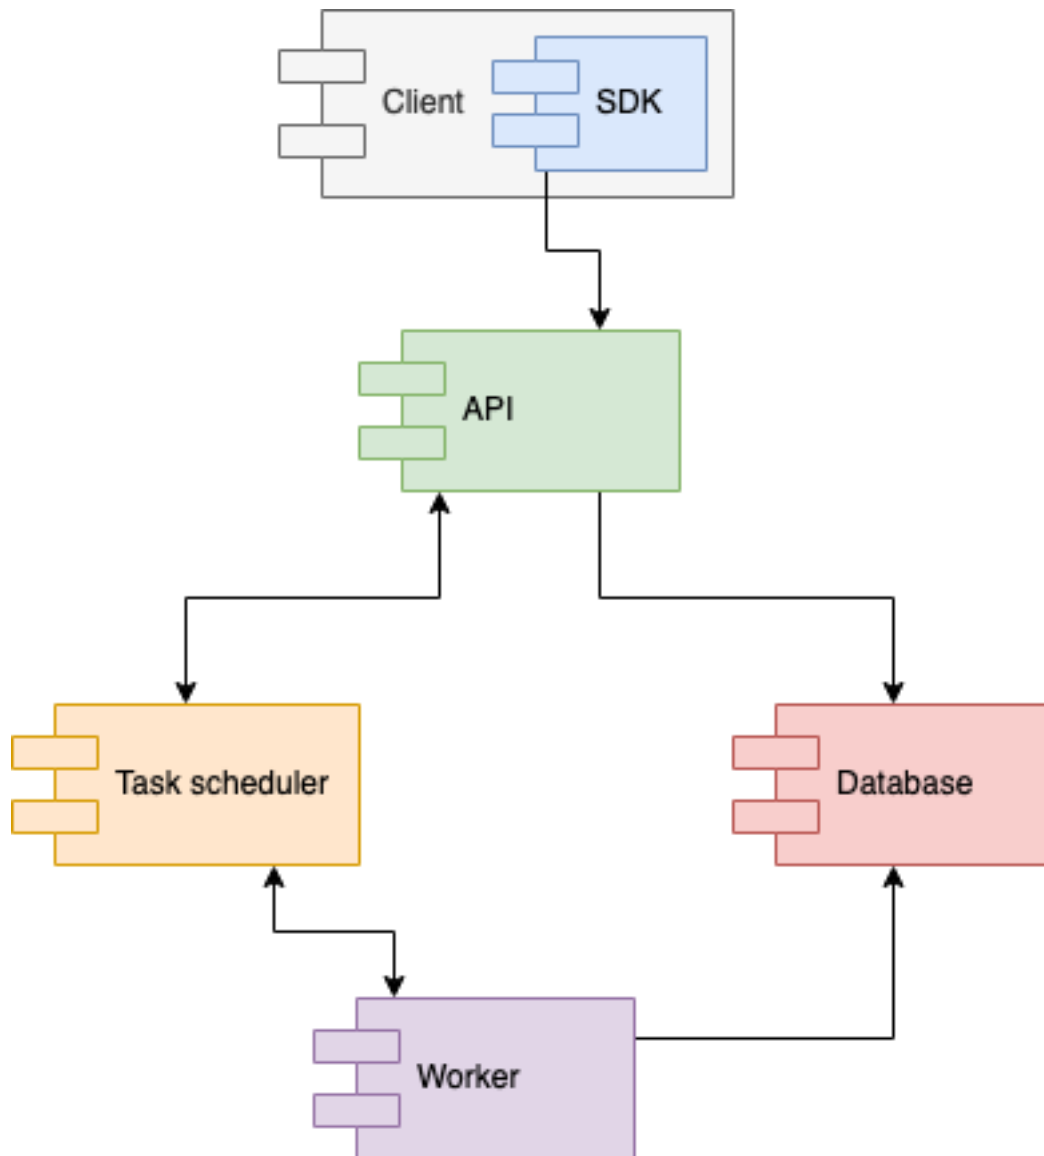 Client
SDK
API
Task scheduler
Database
Worker